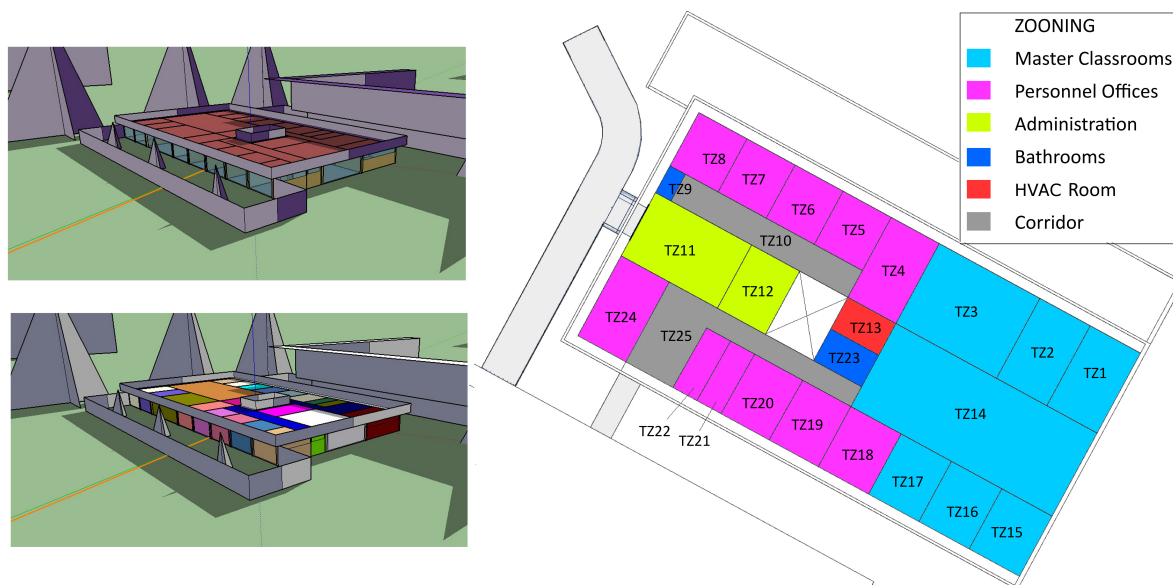 ZOONING
Master Classrooms
Personnel Offices
Administration
Bathrooms
HVAC Room
Corridor
TZ8
TZ7
TZ9
TZ6
TZ5
TZ10
TZ11
TZ4
TZ12
TZ3
TZ24
TZ13
TZ2
TZ25
TZ23
TZ1
TZ20
TZ14
TZ19
TZ22
TZ21
TZ18
TZ17
TZ16
TZ15